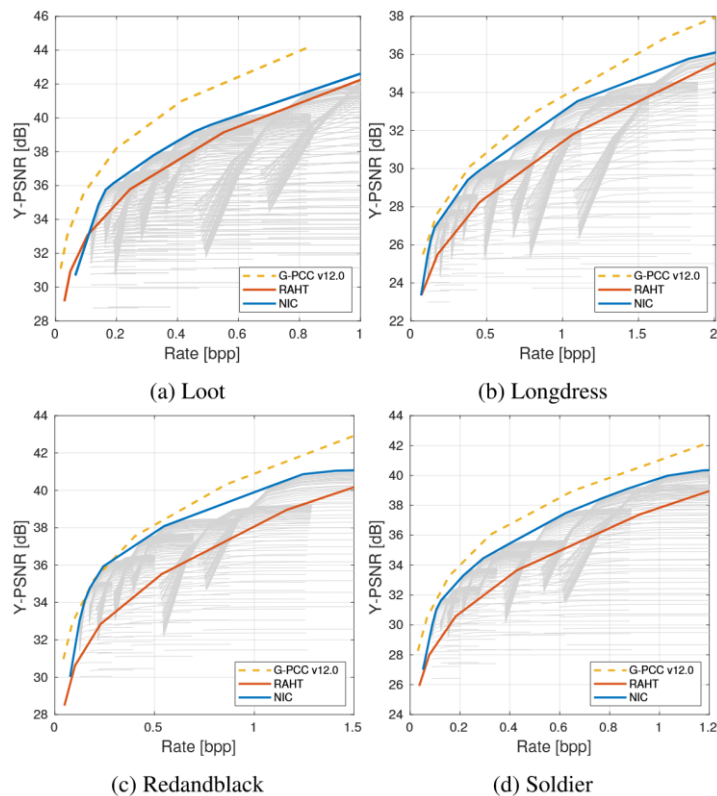 46
44
42
40
38
36
34
32
30
28
Y-PSNR [dB]
0 0.2 0.4 0.6 0.8 1
Rate [bpp]
G-PCC v12.0
RAHT
NIC
(a) Loot
38
36
34
32
30
28
26
24
22
Y-PSNR [dB]
0 0.5 1 1.5 2
Rate [bpp]
G-PCC v12.0
RAHT
NIC
(b) Longdress
44
42
40
38
36
34
32
30
28
Y-PSNR [dB]
0.5 1 1.5
Rate [bpp]
G-PCC v12.0
RAHT
NIC
(c) Redandblack
44
42
40
38
36
34
32
30
28
26
24
Y-PSNR [dB]
0 0.2 0.4 0.6 0.8 1 1.2
Rate [bpp]
G-PCC v12.0
RAHT
NIC
(d) Soldier